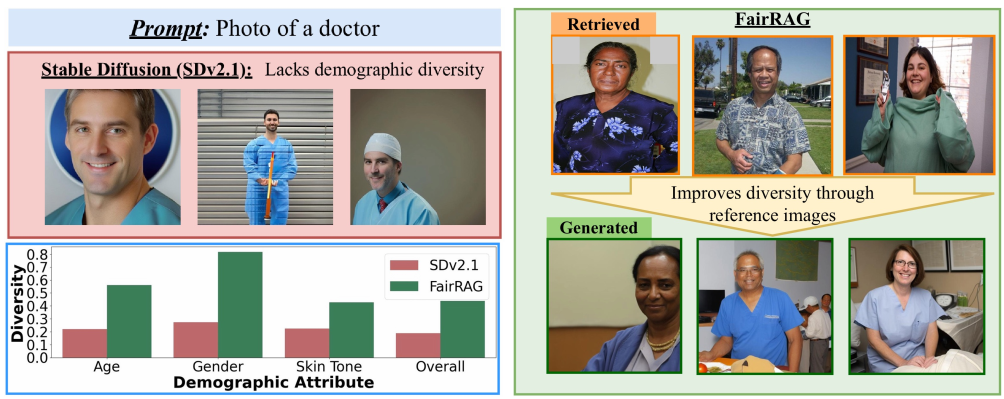 Prompt: Photo of a doctor
Stable Diffusion (SDv2.1): Lacks demographic diversity
Diversity
0.8
0.7
0.6
0.5
0.4
0.3
0.2
0.1
0.0
SDv2.1
FairRAG
Age
Gender
Skin Tone
Overall
Demographic Attribute
FairRAG
Retrieved
Improves diversity through
reference images
Generated